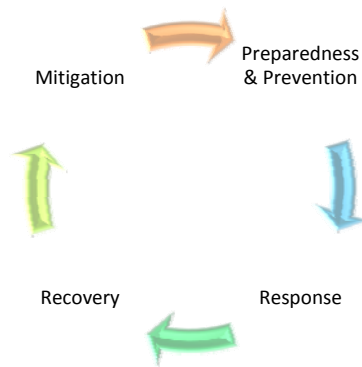 Mitigation
Preparedness
& Prevention
Response
Recovery